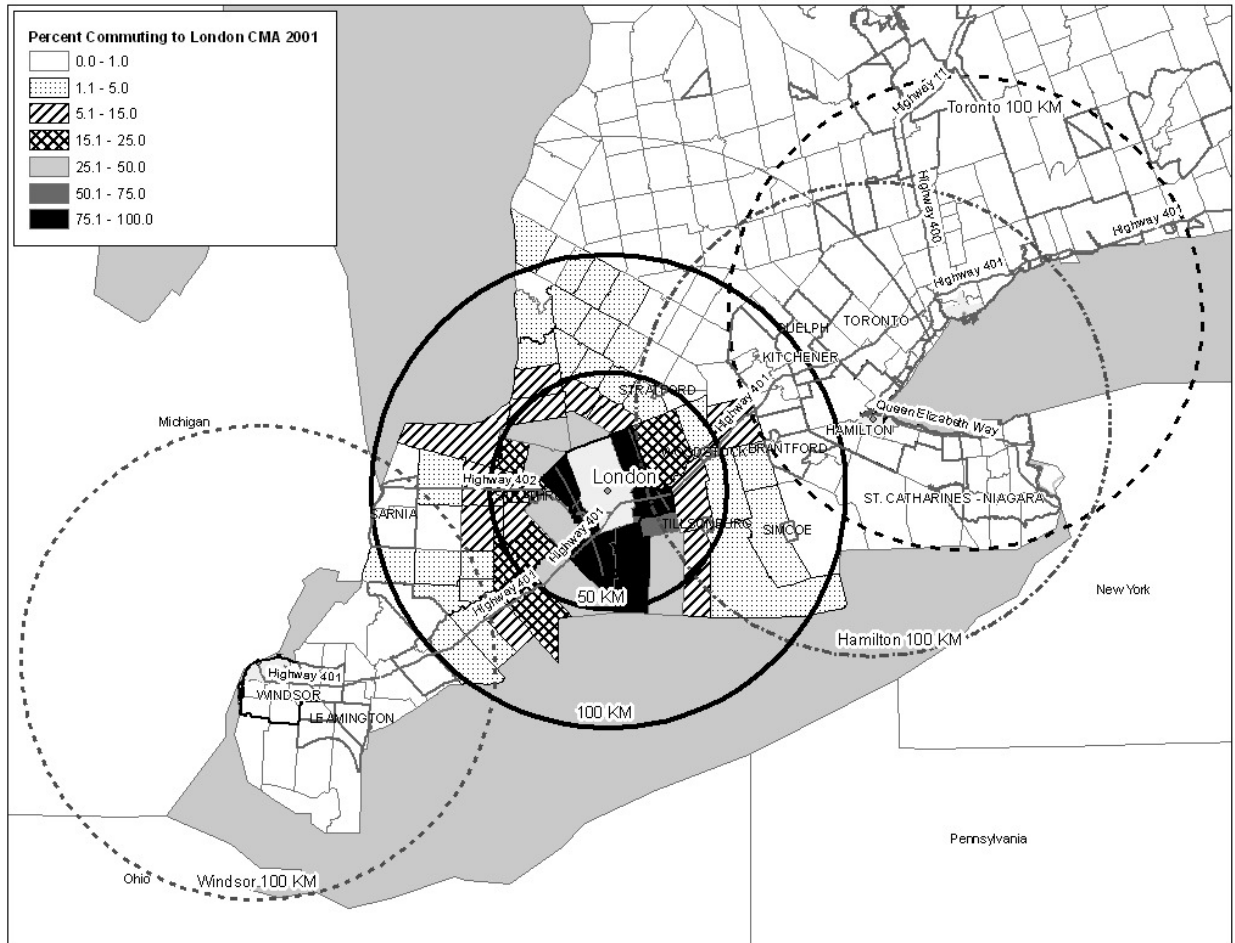 Percent Commuting to London CMA 2001
0.0 - 1.0
1.1 - 5.0
5.1 - 15.0
15.1 - 25.0
25.1 - 50.0
50.1 - 75.0
75.1 - 100.0
Highway 11
Toronto 100 KM
Highway 400
Highway 401
Highway 401
GUELPH
TORONTO
KITCHENER
STRATFORD
Highway 401
Queen Elizabeth Way
Michigan
HAMILTON
WOODSTOCK
BRANTFORD
London
Highway 402
ST. CATHARINES - NIAGARA
SARNIA
TILLSONBURG
SIMCOE
Highway 401
Highway 401
50 KM
New York
Hamilton 100 KM
Highway 401
WINDSOR
LEAMINGTON
100 KM
Pennsylvania
Ohio
Windsor 100 KM